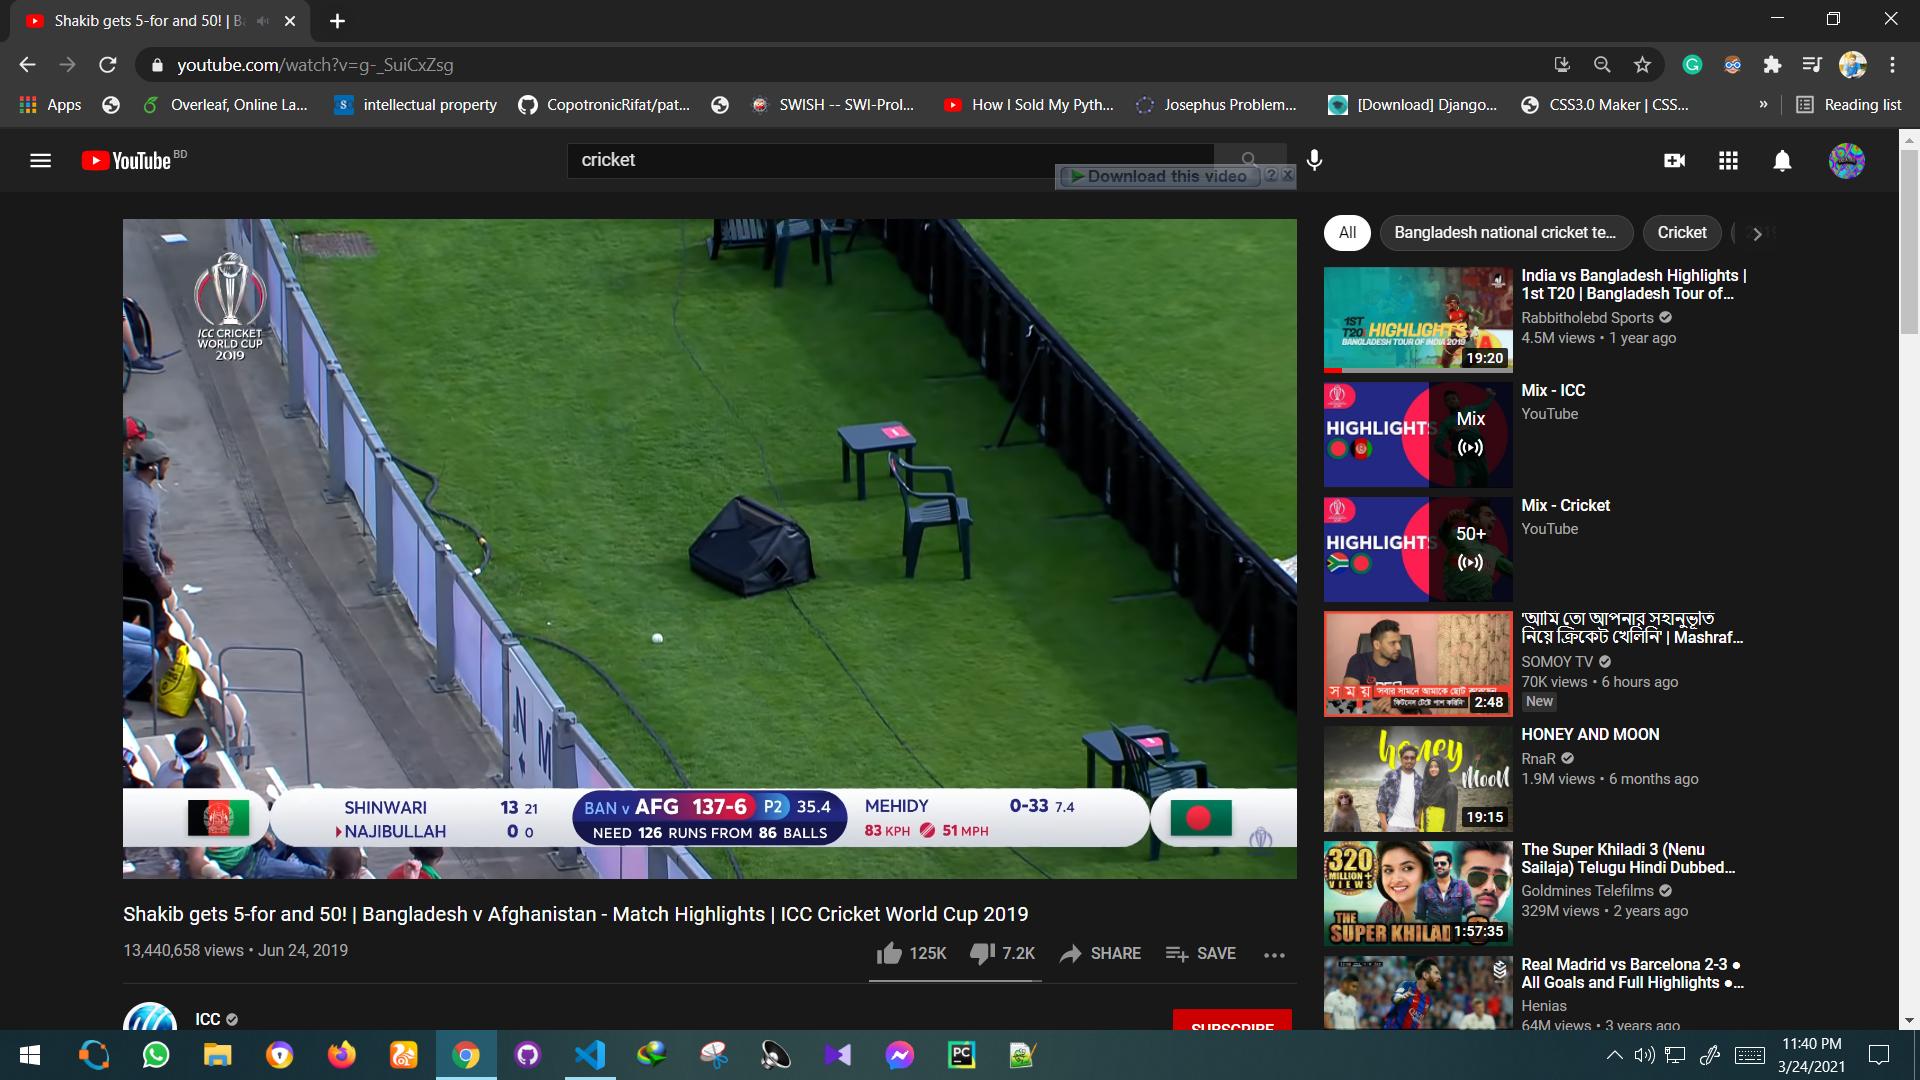 Shakib gets 5-for and 50! | Ba
youtube.com/watch?v=g-_SuiCxZsg
Apps
Overleaf, Online La...
intellectual property
CopotronicRifat/pat...
SWISH -- SWI-Prol...
How I Sold My Pyth...
Josephus Problem...
[Download] Django...
CSS3.0 Maker | CSS...
»
Reading list
YouTube BD
cricket
Download this video
ICC CRICKET
WORLD CUP
2019
N M
SHINWARI 13 21
NAJIBULLAH 0 0
BAN v AFG 137-6 P2 35.4
NEED 126 RUNS FROM 86 BALLS
MEHIDY 0-33 7.4
83 KPH 51 MPH
Shakib gets 5-for and 50! | Bangladesh v Afghanistan - Match Highlights | ICC Cricket World Cup 2019
13,440,658 views • Jun 24, 2019
125K
7.2K
SHARE
SAVE
ICC
SUBSCRIBE
All
Bangladesh national cricket te...
Cricket
1ST
T20 HIGHLIGHTS
BANGLADESH TOUR OF INDIA 2019
19:20
India vs Bangladesh Highlights |
1st T20 | Bangladesh Tour of...
Rabbitholebd Sports
4.5M views • 1 year ago
HIGHLIGHTS
Mix
Mix - ICC
YouTube
HIGHLIGHTS
50+
Mix - Cricket
YouTube
সময়
2:48
'আমি তো আপনার সহানুভূতি
নিয়ে ক্রিকেট খেলিনি' | Mashraf...
SOMOY TV
70K views • 6 hours ago
New
honey
Moon
19:15
HONEY AND MOON
RnaR
1.9M views • 6 months ago
320
MILLION+
VIEWS
THE
SUPER KHILADI
1:57:35
The Super Khiladi 3 (Nenu
Sailaja) Telugu Hindi Dubbed...
Goldmines Telefilms
329M views • 2 years ago
Real Madrid vs Barcelona 2-3 ●
All Goals and Full Highlights ●...
Henias
64M views • 3 years ago
PC
11:40 PM
3/24/2021